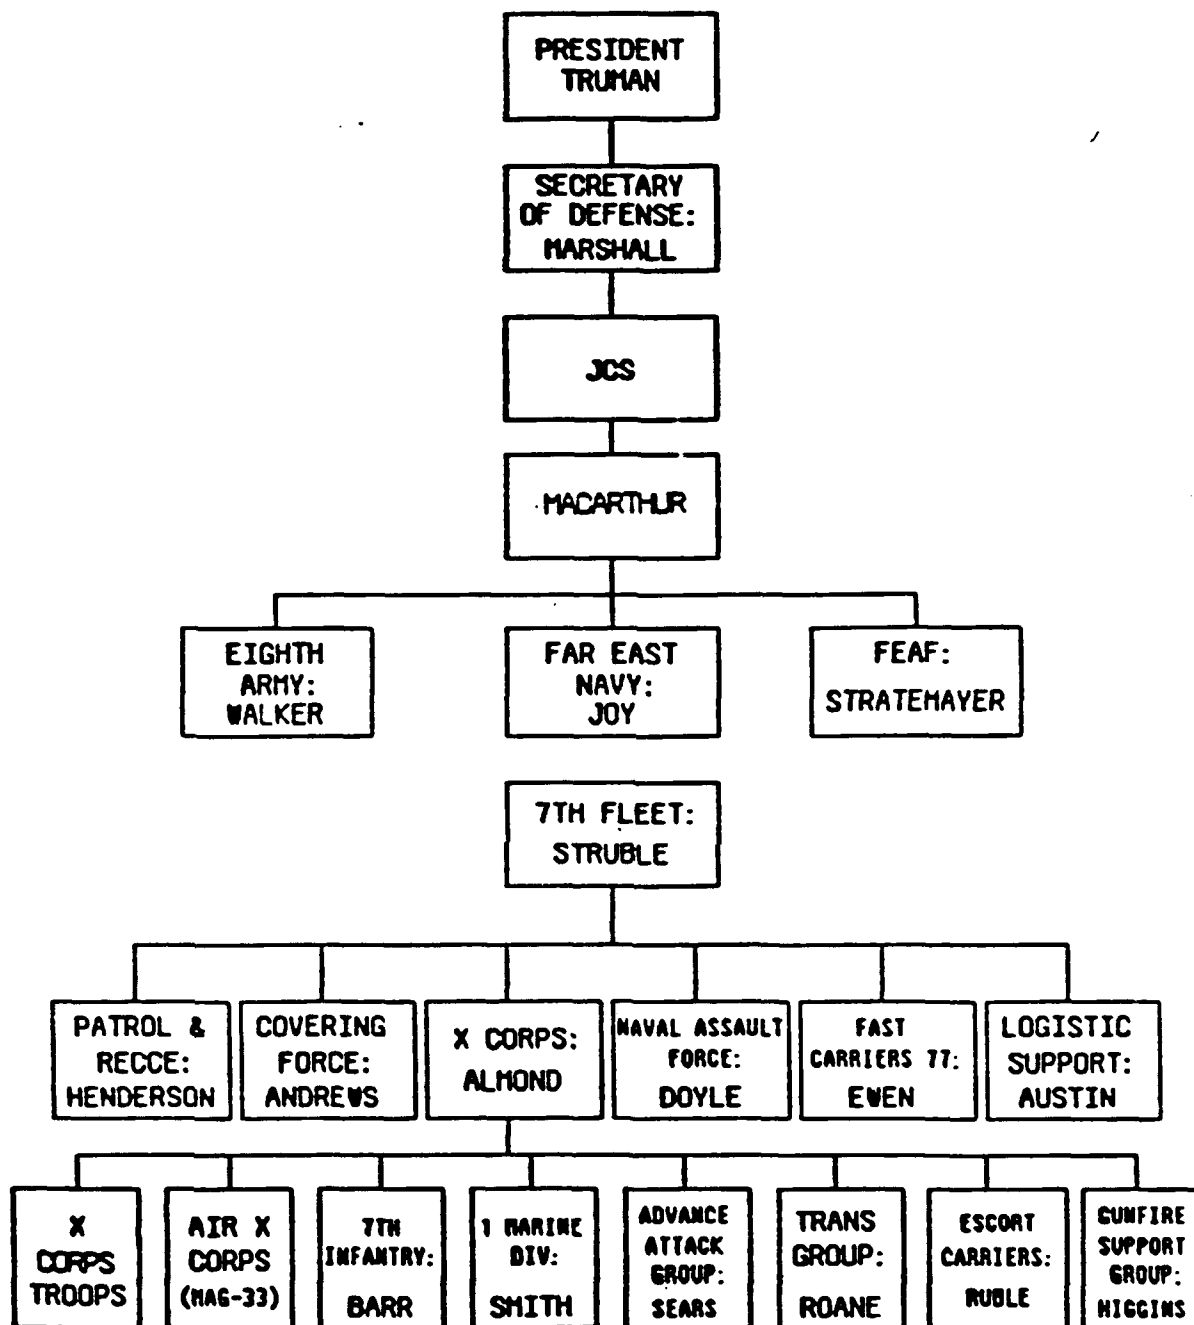 PRESIDENT
TRUMAN
SECRETARY
OF DEFENSE:
MARSHALL
JCS
MACARTHUR
EIGHTH
ARMY:
WALKER
FAR EAST
NAVY:
JOY
FEAF:
STRATEMAYER
7TH FLEET:
STRUBLE
PATROL &
RECCE:
HENDERSON
COVERING
FORCE:
ANDREWS
X CORPS:
ALMOND
NAVAL ASSAULT
FORCE:
DOYLE
FAST
CARRIERS 77:
EWEN
LOGISTIC
SUPPORT:
AUSTIN
X
CORPS
TROOPS
AIR X
CORPS
(MAG-33)
7TH
INFANTRY:
BARR
1 MARINE
DIV:
SMITH
ADVANCE
ATTACK
GROUP:
SEARS
TRANS
GROUP:
ROANE
ESCORT
CARRIERS:
RUBLE
GUNFIRE
SUPPORT
GROUP:
HIGGINS